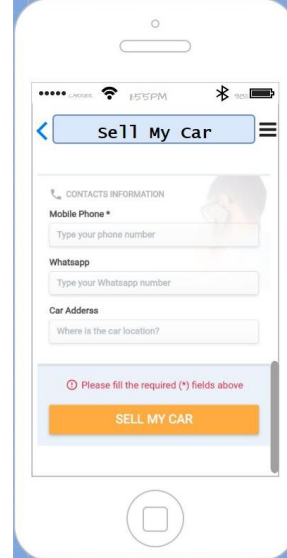 1:55PM
Sell My Car
CONTACTS INFORMATION
Mobile Phone *
Type your phone number
Whatsapp
Type your Whatsapp number
Car Adderss
Where is the car location?
Please fill the required (*) fields above
SELL MY CAR